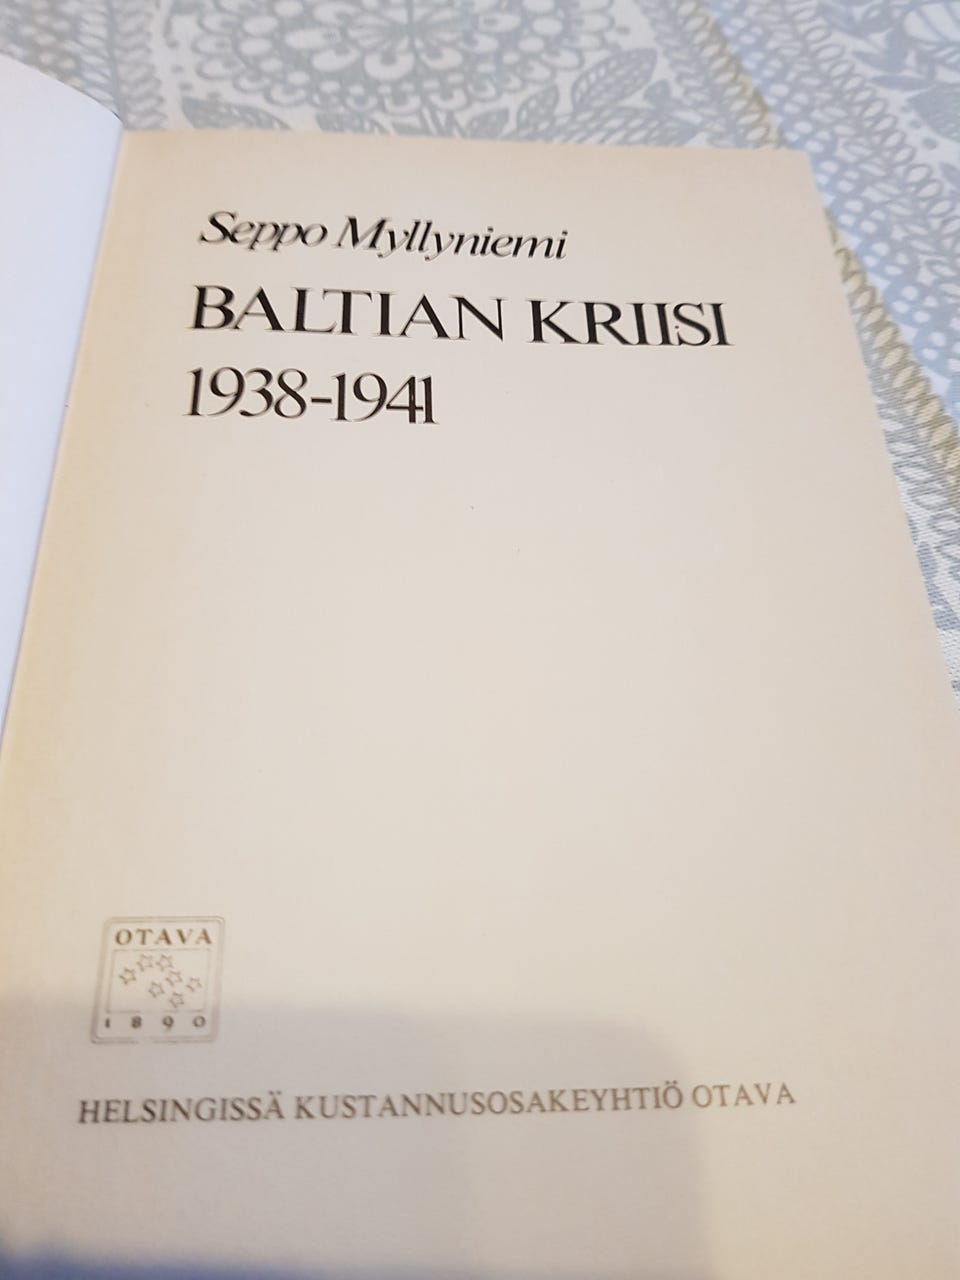 Seppo Myllyniemi
BALTIAN KRIISI
1938-1941
OTAVA
1890
HELSINGISSÄ KUSTANNUSOSAKEYHTIÖ OTAVA